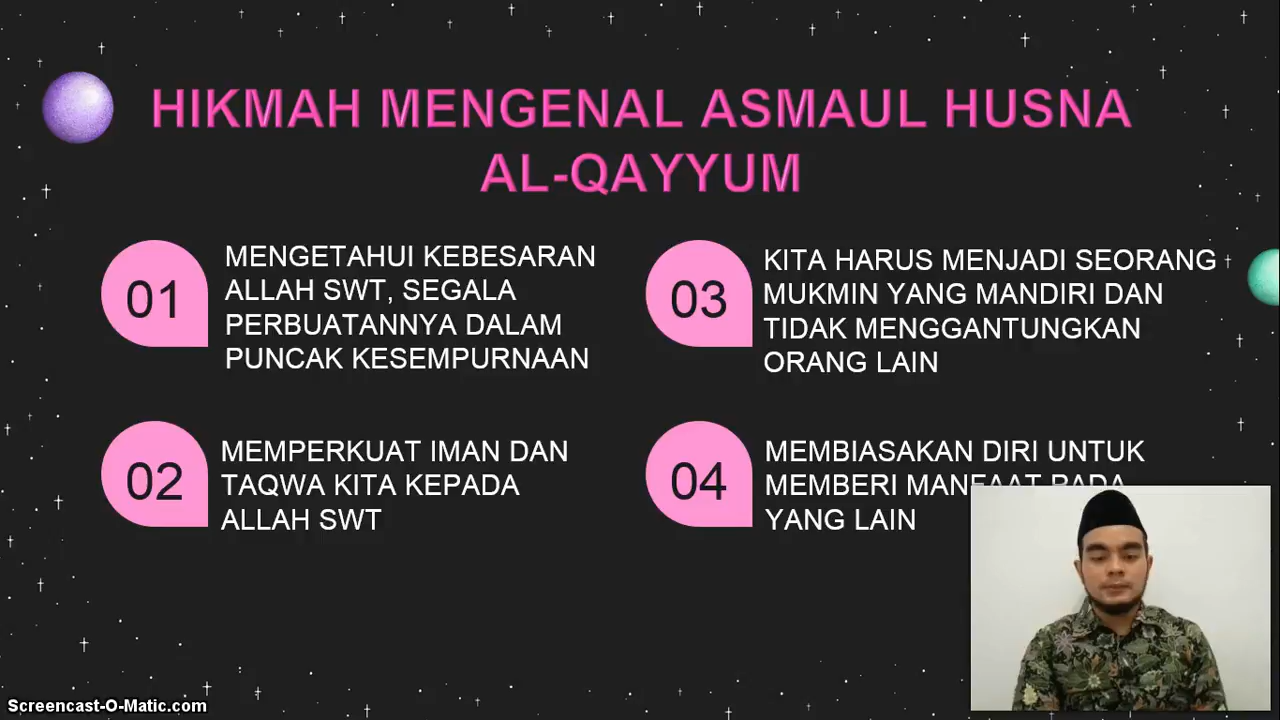 HIKMAH MENGENAL ASMAUL HUSNA
AL-QAYYUM
01
MENGETAHUI KEBESARAN
ALLAH SWT, SEGALA
PERBUATANNYA DALAM
PUNCAK KESEMPURNAAN
02
MEMPERKUAT IMAN DAN
TAQWA KITA KEPADA
ALLAH SWT
03
KITA HARUS MENJADI SEORANG
MUKMIN YANG MANDIRI DAN
TIDAK MENGGANTUNGKAN
ORANG LAIN
04
MEMBIASAKAN DIRI UNTUK
MEMBERI MANFAAT PADA
YANG LAIN
Screencast-O-Matic.com